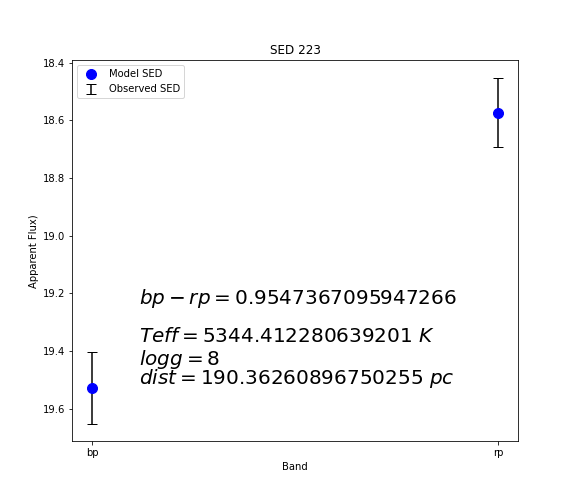 SED 223
Model SED
Observed SED
18.4
18.6
18.8
19.0
19.2
19.4
19.6
Apparent Flux)
bp − rp = 0.9547367095947266
Teff = 5344.412280639201 K
logg = 8
dist = 190.36260896750255 pc
bp
rp
Band